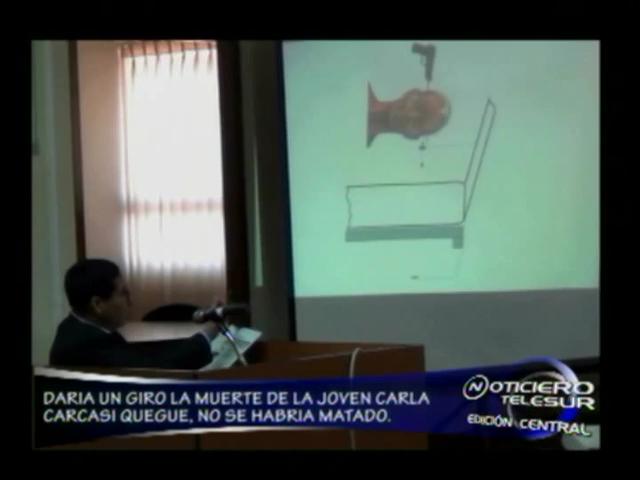 DARIA UN GIRO LA MUERTE DE LA JOVEN CARLA
CARCASI QUEGUE, NO SE HABRIA MATADO.
NOTICIERO
TELESUR
EDICIÓN CENTRAL